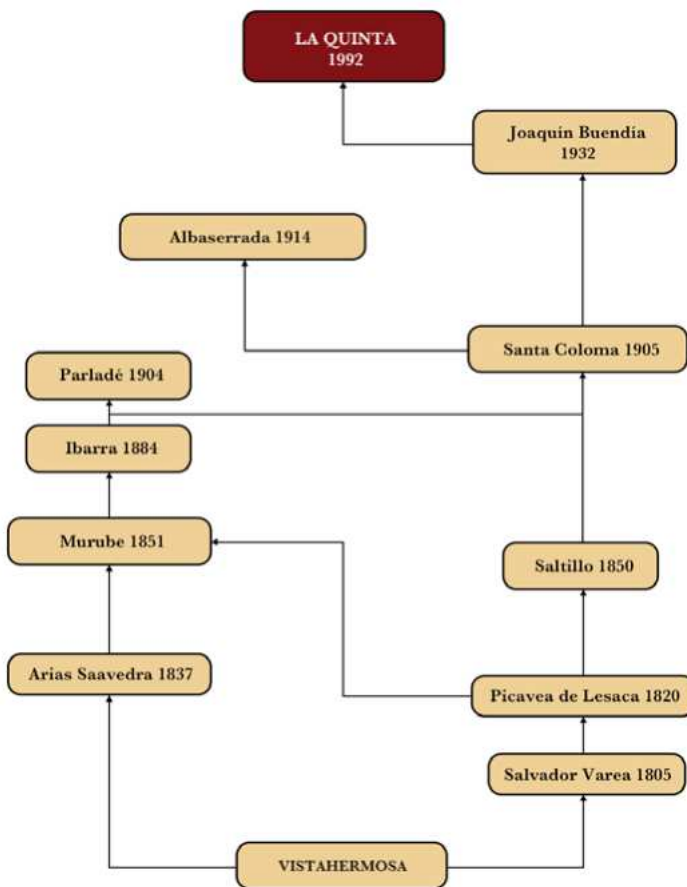 LA QUINTA
1992
Joaquín Buendía
1932
Albaserrada 1914
Santa Coloma 1905
Parladé 1904
Ibarra 1884
Murube 1851
Saltillo 1850
Arias Saavedra 1837
Picavea de Lesaca 1820
Salvador Varea 1805
VISTAHERMOSA